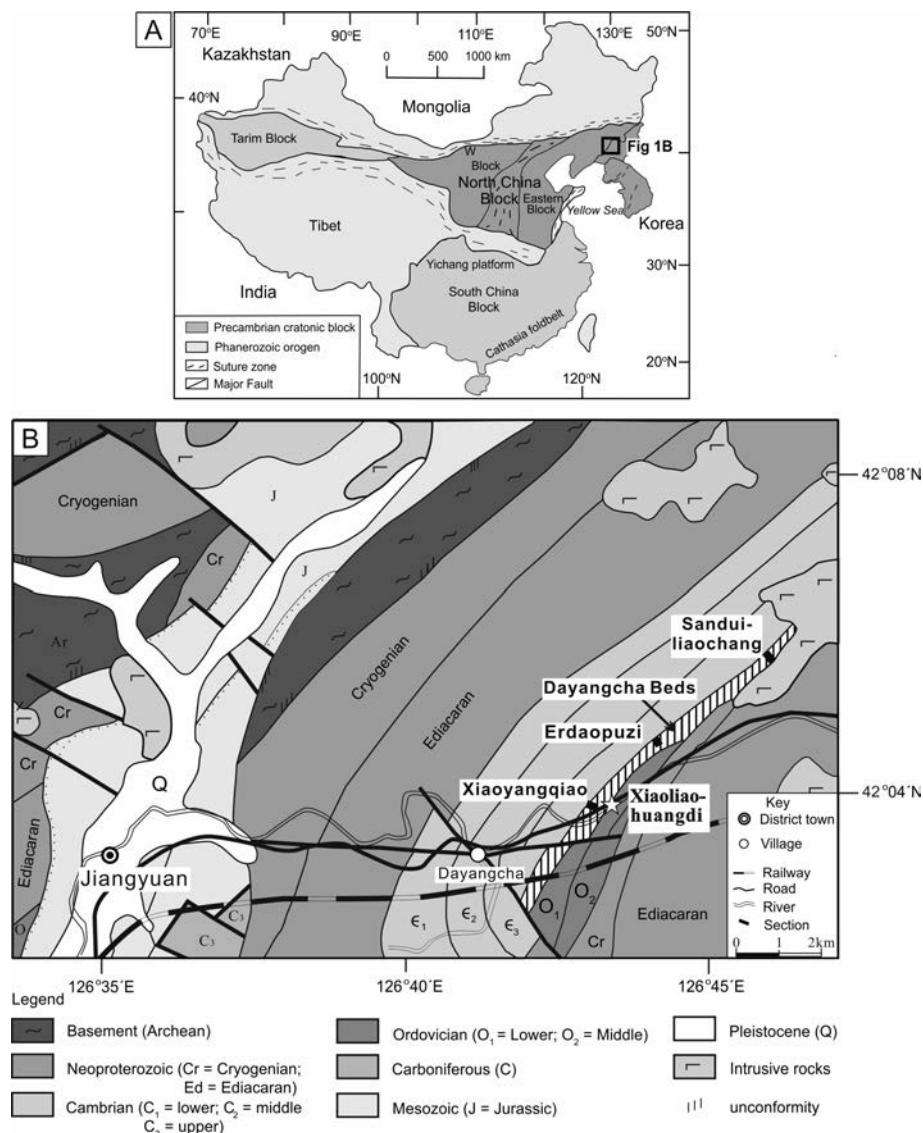 A
70°E
90°E
110°E
130°E
50°N
Kazakhstan
0 500 1000 km
40°N
Mongolia
Tarim Block
W
Block
Fig 1B
North China
Block
Eastern
Block
Yellow Sea
Korea
Tibet
Yichang platform
30°N
India
South China
Block
Cathasia foldbelt
Precambrian cratonic block
Phanerozoic orogen
Suture zone
Major Fault
20°N
100°N
120°N
B
42°08´N
J
Cryogenian
Cr
J
Ar
Sandui-
liaochang
Cryogenian
Dayangcha Beds
Cr
Ediacaran
Erdaopuzi
Cr
Q
Xiaoyangqiao
Xiaoliao-
huangdi
42°04´N
Key
District town
Village
Railway
Road
River
Section
0 1 2km
Jiangyuan
Dayangcha
Ediacaran
O
C₃
C₃
Є₁
Є₂
Є₃
O₁
O₂
Cr
Ediacaran
126°35´E
126°40´E
126°45´E
Legend
Basement (Archean)
Ordovician (O₁ = Lower; O₂ = Middle)
Pleistocene (Q)
Neoproterozoic (Cr = Cryogenian;
Ed = Ediacaran)
Carboniferous (C)
Intrusive rocks
Cambrian (C₁ = lower; C₂ = middle
C₃ = upper)
Mesozoic (J = Jurassic)
unconformity